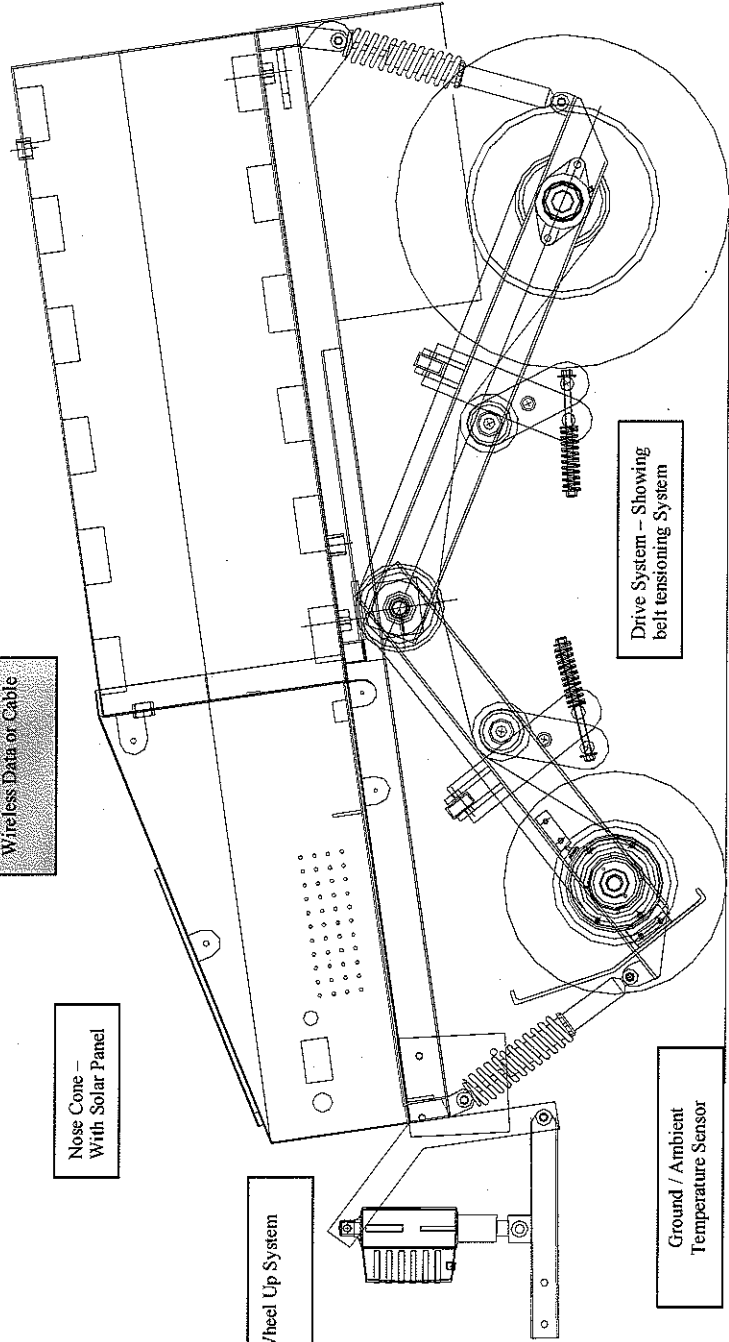 Wireless Data or Cable
Nose Cone –
With Solar Panel
Wheel Up System
Drive System – Showing
belt tensioning System
Ground / Ambient
Temperature Sensor